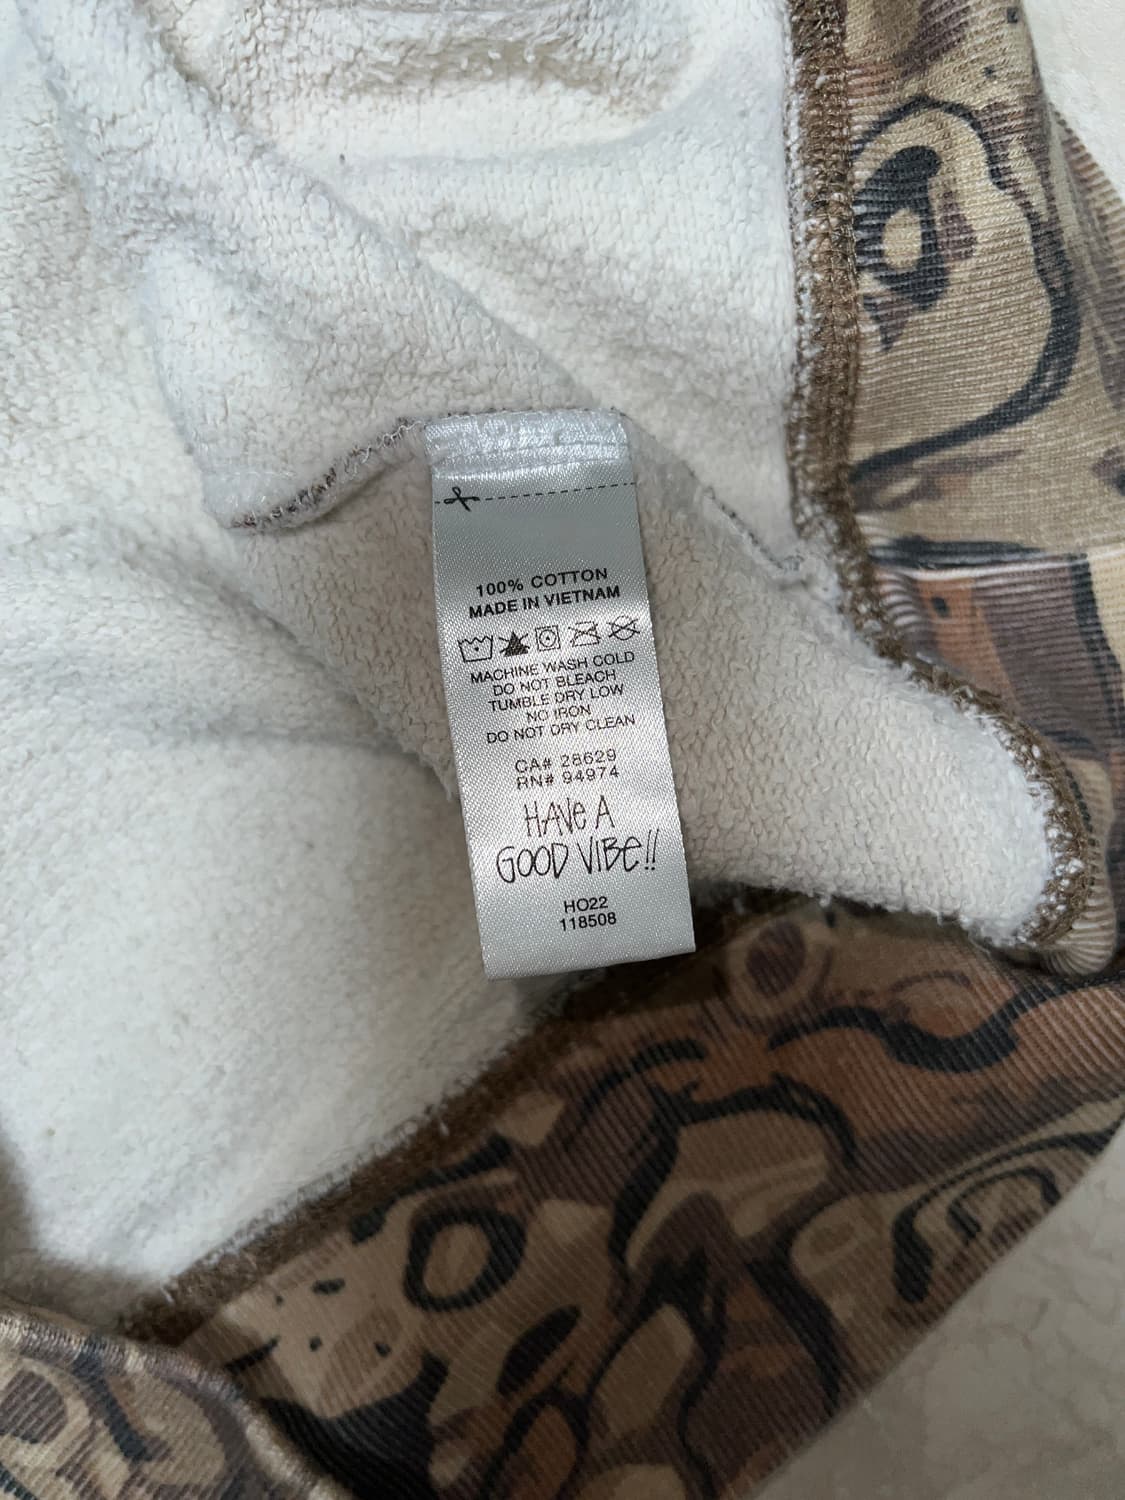 100% COTTON
MADE IN VIETNAM
MACHINE WASH COLD
DO NOT BLEACH
TUMBLE DRY LOW
NO IRON
DO NOT DRY CLEAN
CA# 28629
RN# 94974
HAVe A
GOOD VIBe!!
HO22
118508